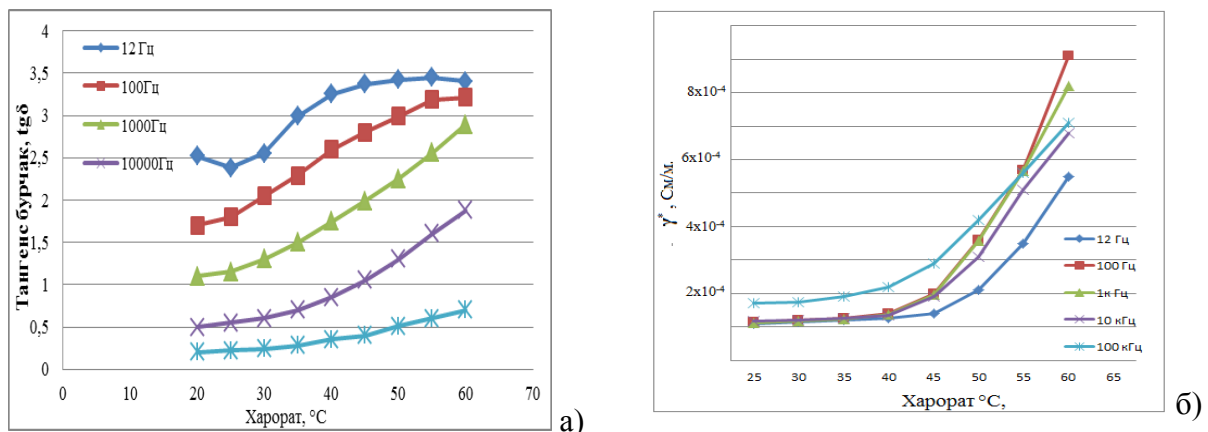 Тангенс бурчак, tgδ
4
3,5
3
2,5
2
1,5
1
0,5
0
12 Гц
100Гц
1000Гц
10000Гц
0 10 20 30 40 50 60 70
Харорат, °C
а)
γ* , См/м.
8x10⁻⁴
6x10⁻⁴
4x10⁻⁴
2x10⁻⁴
12 Гц
100 Гц
1к Гц
10 кГц
100 кГц
25 30 35 40 45 50 55 60 65
Харорат °C,
б)